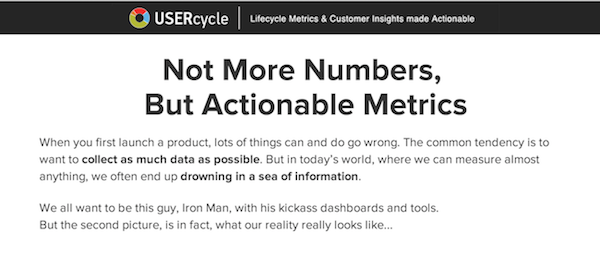 USERcycle | Lifecycle Metrics & Customer Insights made Actionable
Not More Numbers,
But Actionable Metrics
When you first launch a product, lots of things can and do go wrong. The common tendency is to
want to collect as much data as possible. But in today’s world, where we can measure almost
anything, we often end up drowning in a sea of information.
We all want to be this guy, Iron Man, with his kickass dashboards and tools.
But the second picture, is in fact, what our reality really looks like...